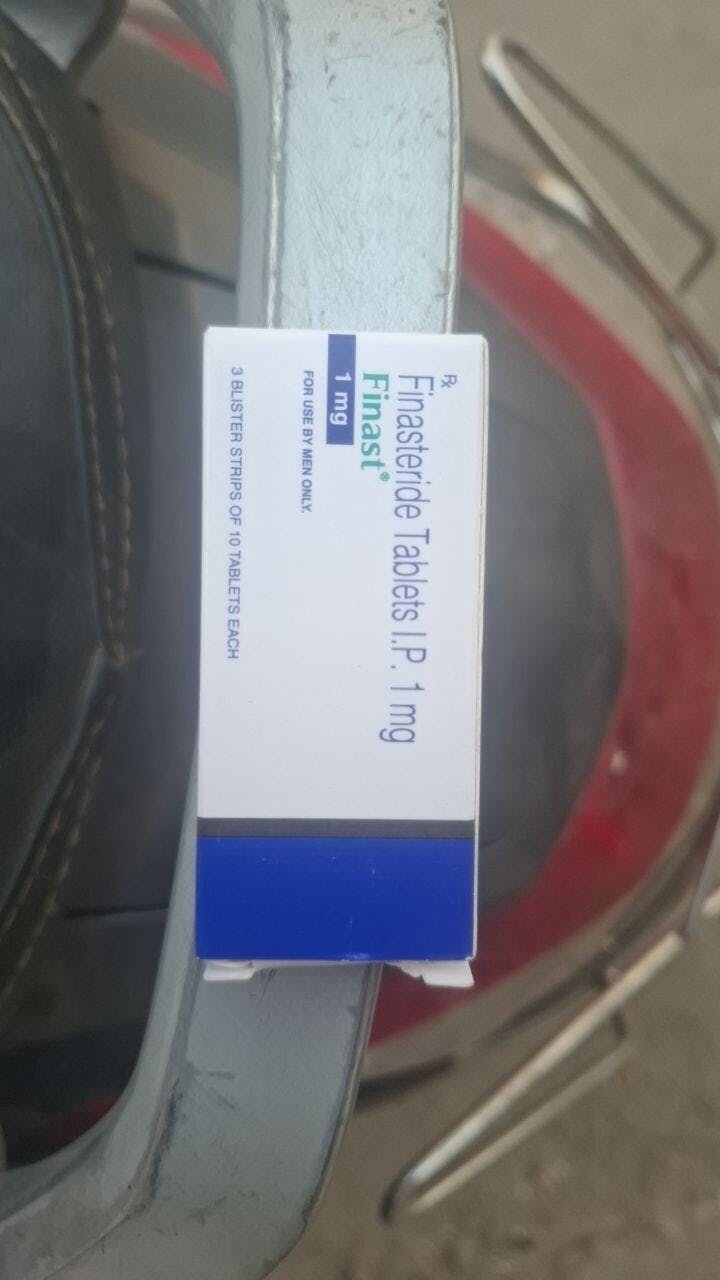 Rx
Finasteride Tablets I.P. 1 mg
Finast®
1 mg
FOR USE BY MEN ONLY.
3 BLISTER STRIPS OF 10 TABLETS EACH